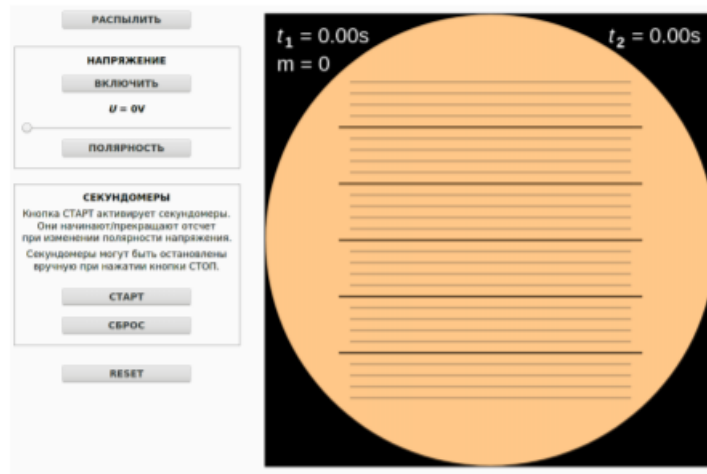 РАСПЫЛИТЬ
НАПРЯЖЕНИЕ
ВКЛЮЧИТЬ
U = 0V
ПОЛЯРНОСТЬ
СЕКУНДОМЕРЫ
Кнопка СТАРТ активирует секундомеры.
Они начинают/прекращают отсчет
при изменении полярности напряжения.
Секундомеры могут быть остановлены
вручную при нажатии кнопки СТОП.
СТАРТ
СБРОС
RESET
t₁ = 0.00s
m = 0
t₂ = 0.00s